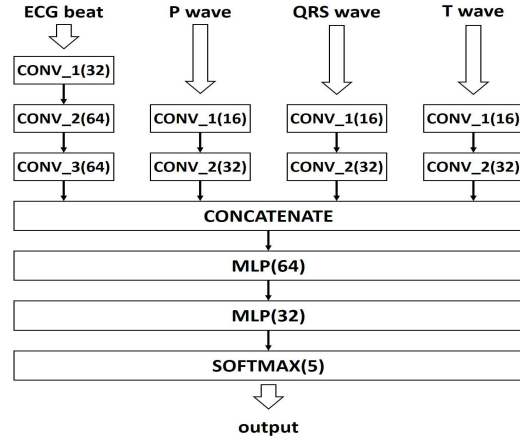 ECG beat P wave QRS wave T wave
CONV_1(32)
CONV_2(64) CONV_1(16) CONV_1(16) CONV_1(16)
CONV_3(64) CONV_2(32) CONV_2(32) CONV_2(32)
CONCATENATE
MLP(64)
MLP(32)
SOFTMAX(5)
output